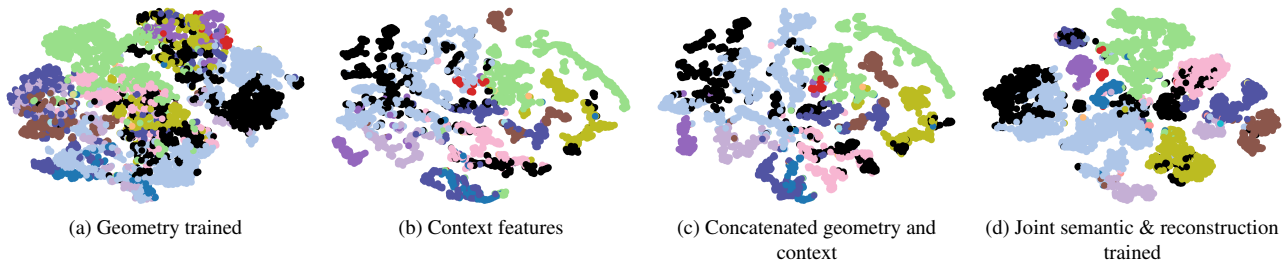 (a) Geometry trained
(b) Context features
(c) Concatenated geometry and
context
(d) Joint semantic & reconstruction
trained